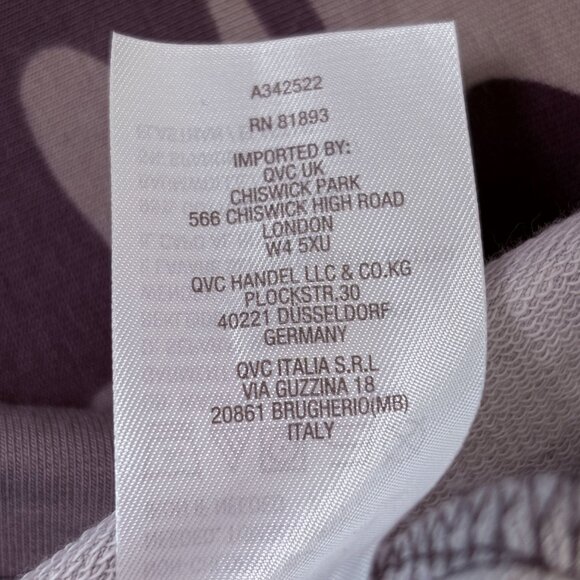 A342522
RN 81893
IMPORTED BY:
QVC UK
CHISWICK PARK
566 CHISWICK HIGH ROAD
LONDON
W4 5XU
QVC HANDEL LLC & CO.KG
PLOCKSTR.30
40221 DUSSELDORF
GERMANY
QVC ITALIA S.R.L
VIA GUZZINA 18
20861 BRUGHERIO(MB)
ITALY